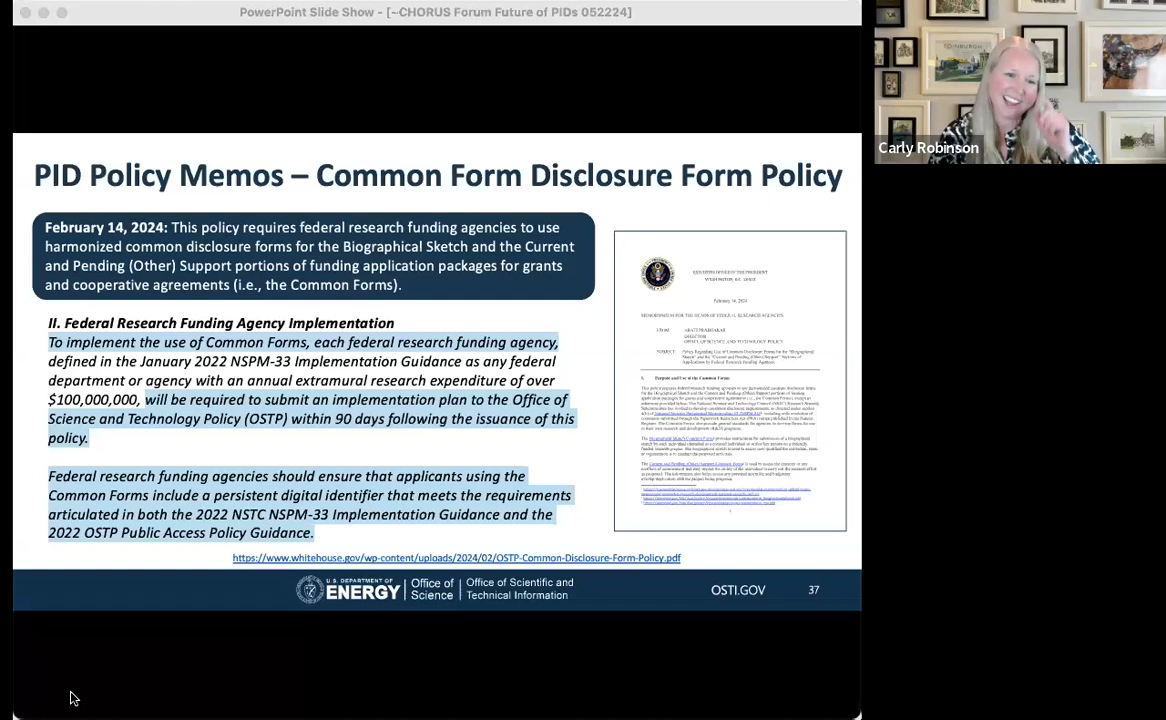 PowerPoint Slide Show - [~CHORUS Forum Future of PIDs 052224]
EDINBURGH
Carly Robinson
PID Policy Memos – Common Form Disclosure Form Policy
February 14, 2024: This policy requires federal research funding agencies to use
harmonized common disclosure forms for the Biographical Sketch and the Current
and Pending (Other) Support portions of funding application packages for grants
and cooperative agreements (i.e., the Common Forms).
II. Federal Research Funding Agency Implementation
To implement the use of Common Forms, each federal research funding agency,
defined in the January 2022 NSPM-33 Implementation Guidance as any federal
department or agency with an annual extramural research expenditure of over
$100,000,000, will be required to submit an implementation plan to the Office of
Science and Technology Policy (OSTP) within 90 days following the issuance of this
policy.
Federal research funding agencies should ensure that applicants using the
Common Forms include a persistent digital identifier that meets the requirements
articulated in both the 2022 NSTC NSPM-33 Implementation Guidance and the
2022 OSTP Public Access Policy Guidance.
EXECUTIVE OFFICE OF THE PRESIDENT
February 14, 2024
https://www.whitehouse.gov/wp-content/uploads/2024/02/OSTP-Common-Disclosure-Form-Policy.pdf
U.S. DEPARTMENT OF
ENERGY
Office of
Science
Office of Scientific and
Technical Information
OSTI.GOV
37